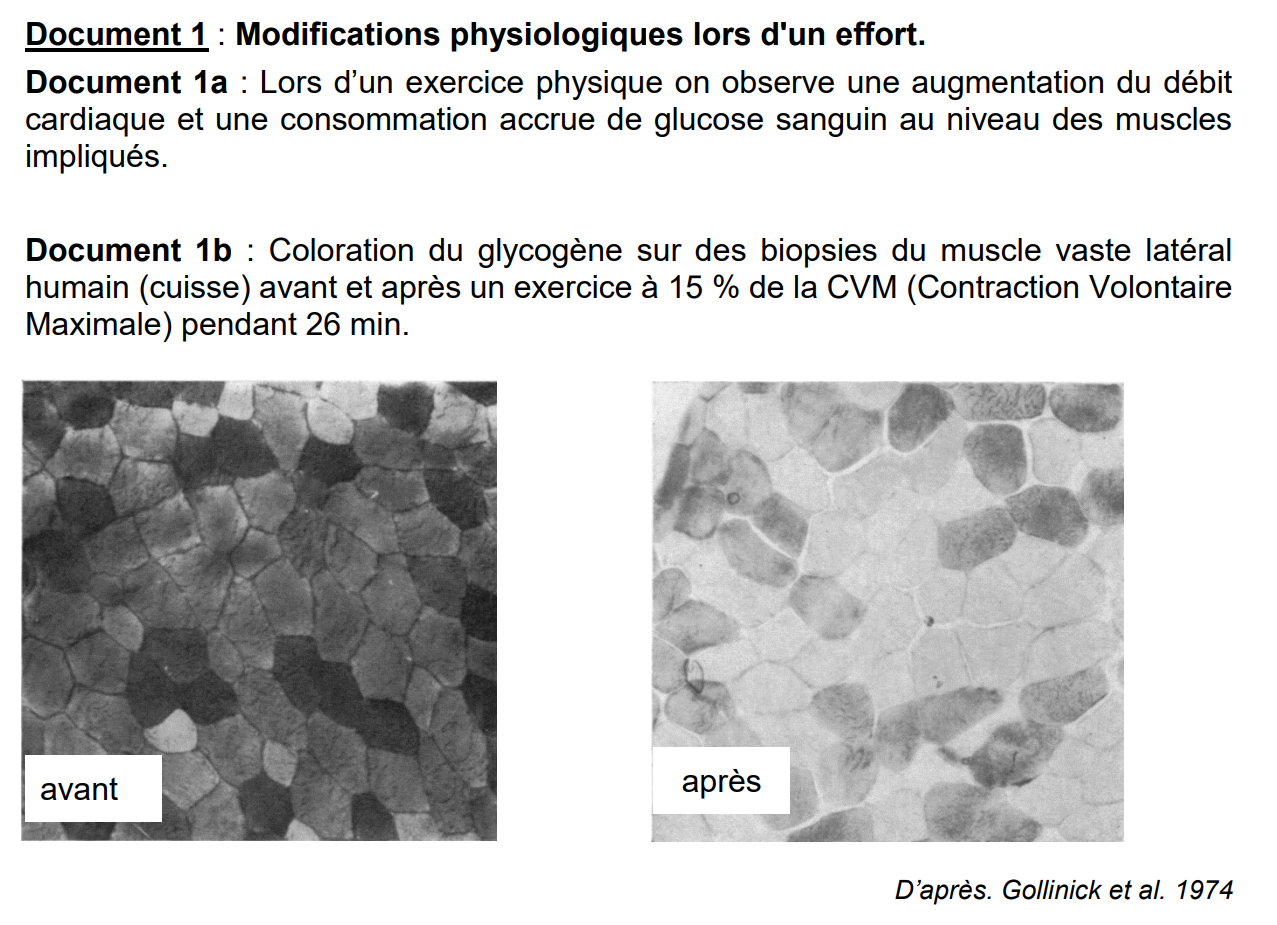 Document 1 : Modifications physiologiques lors d'un effort.
Document 1a : Lors d’un exercice physique on observe une augmentation du débit
cardiaque et une consommation accrue de glucose sanguin au niveau des muscles
impliqués.
Document 1b : Coloration du glycogène sur des biopsies du muscle vaste latéral
humain (cuisse) avant et après un exercice à 15 % de la CVM (Contraction Volontaire
Maximale) pendant 26 min.
avant
après
D’après. Gollinick et al. 1974